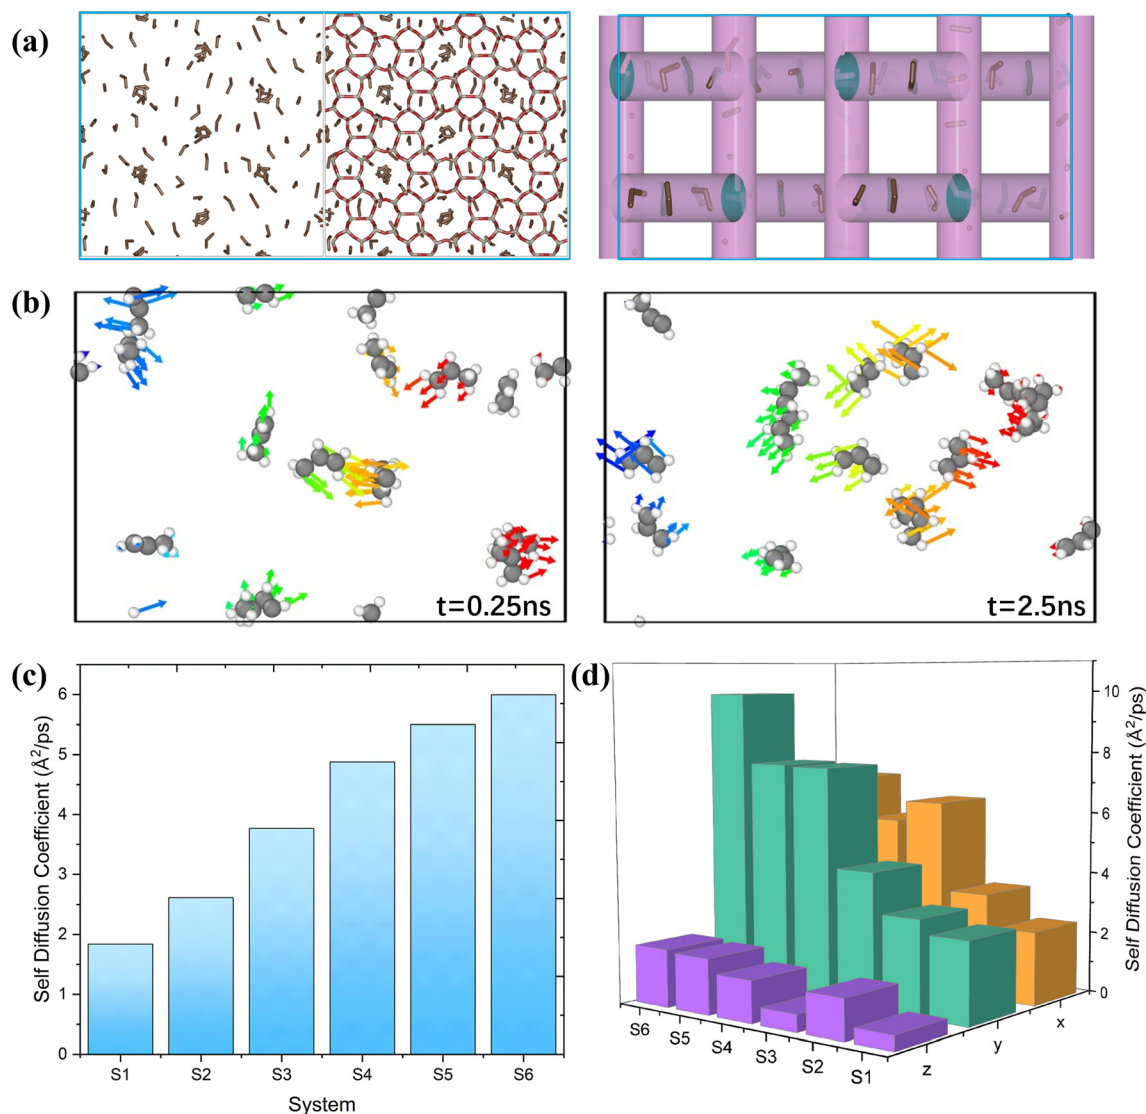 (a)
(b)
t=0.25ns
t=2.5ns
(c)
Self Diffusion Coefficient (Å²/ps)
6
5
4
3
2
1
0
S1 S2 S3 S4 S5 S6
System
(d)
Self Diffusion Coefficient (Å²/ps)
10
8
6
4
2
0
S6 S5 S4 S3 S2 S1
z y x